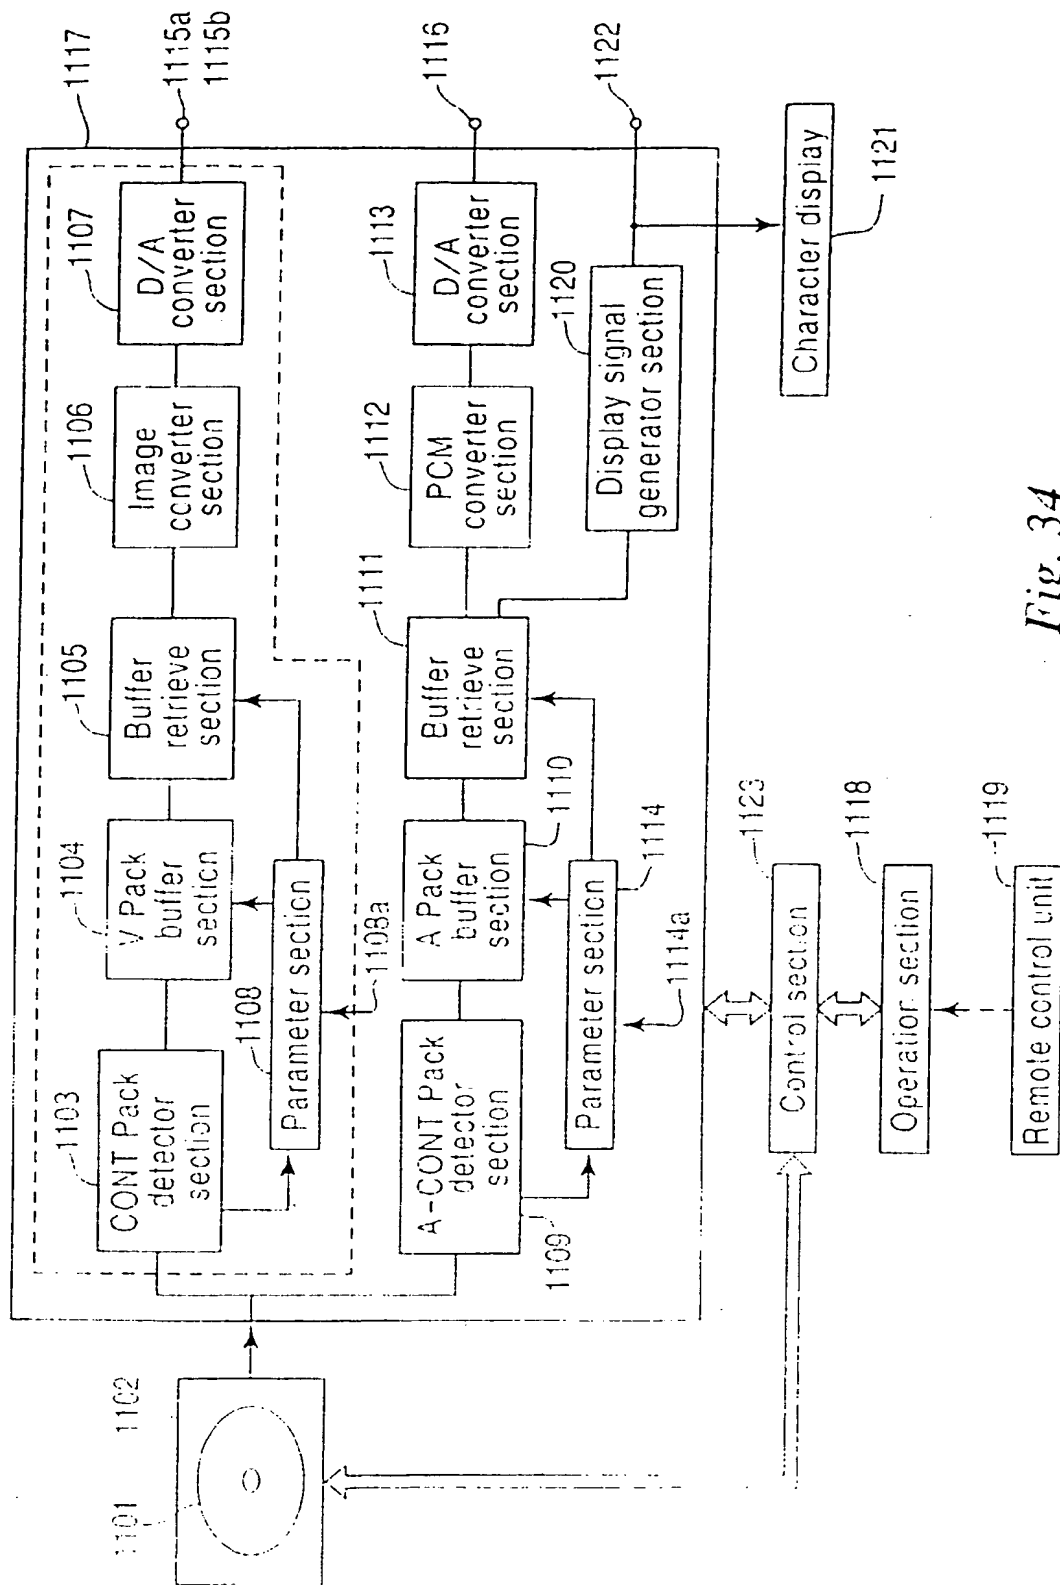 1101
1102
1117
1103
CONT Pack
detector
section
1104
V Pack
buffer
section
1105
Buffer
retrieve
section
1106
Image
converter
section
1107
D/A
converter
section
1115a
1115b
1108
Parameter section
1108a
A-CONT Pack
detector
section
1109
A Pack
buffer
section
1110
Buffer
retrieve
section
1111
1112
PCM
converter
section
1113
D/A
converter
section
1116
Parameter section
1114
1114a
1120
Display signal
generator section
1122
Character display
1121
Control section
1123
Operation section
1118
Remote control unit
1119
Fig. 34